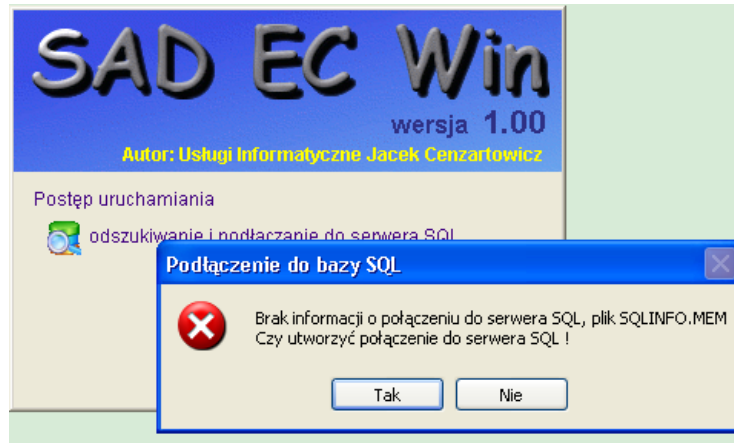 SAD EC Win
wersja 1.00
Autor: Usługi Informatyczne Jacek Cenzartowicz
Postęp uruchamiania
odszukiwanie i podłączanie do serwera SQL
Podłączenie do bazy SQL
Brak informacji o połączeniu do serwera SQL, plik SQLINFO.MEM
Czy utworzyć połączenie do serwera SQL !
Tak
Nie